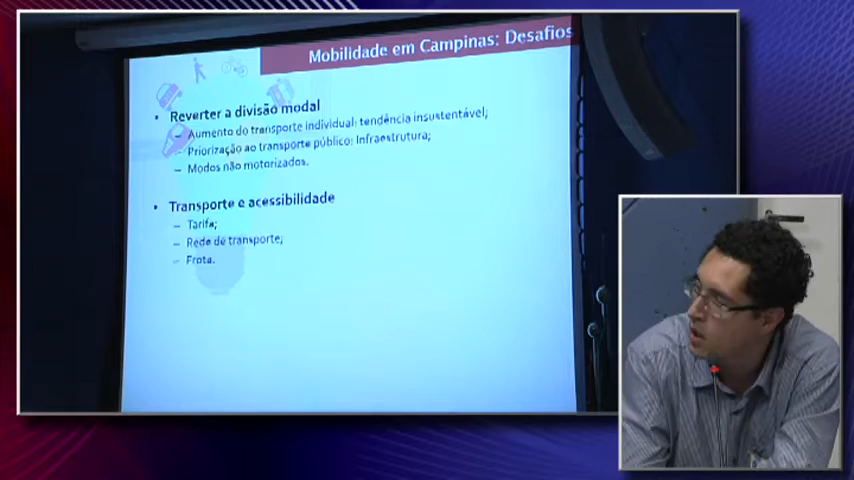 Mobilidade em Campinas: Desafios
• Reverter a divisão modal
– Aumento do transporte individual: tendência insustentável;
– Priorização ao transporte público: Infraestrutura;
– Modos não motorizados.
• Transporte e acessibilidade
– Tarifa;
– Rede de transporte;
– Frota.